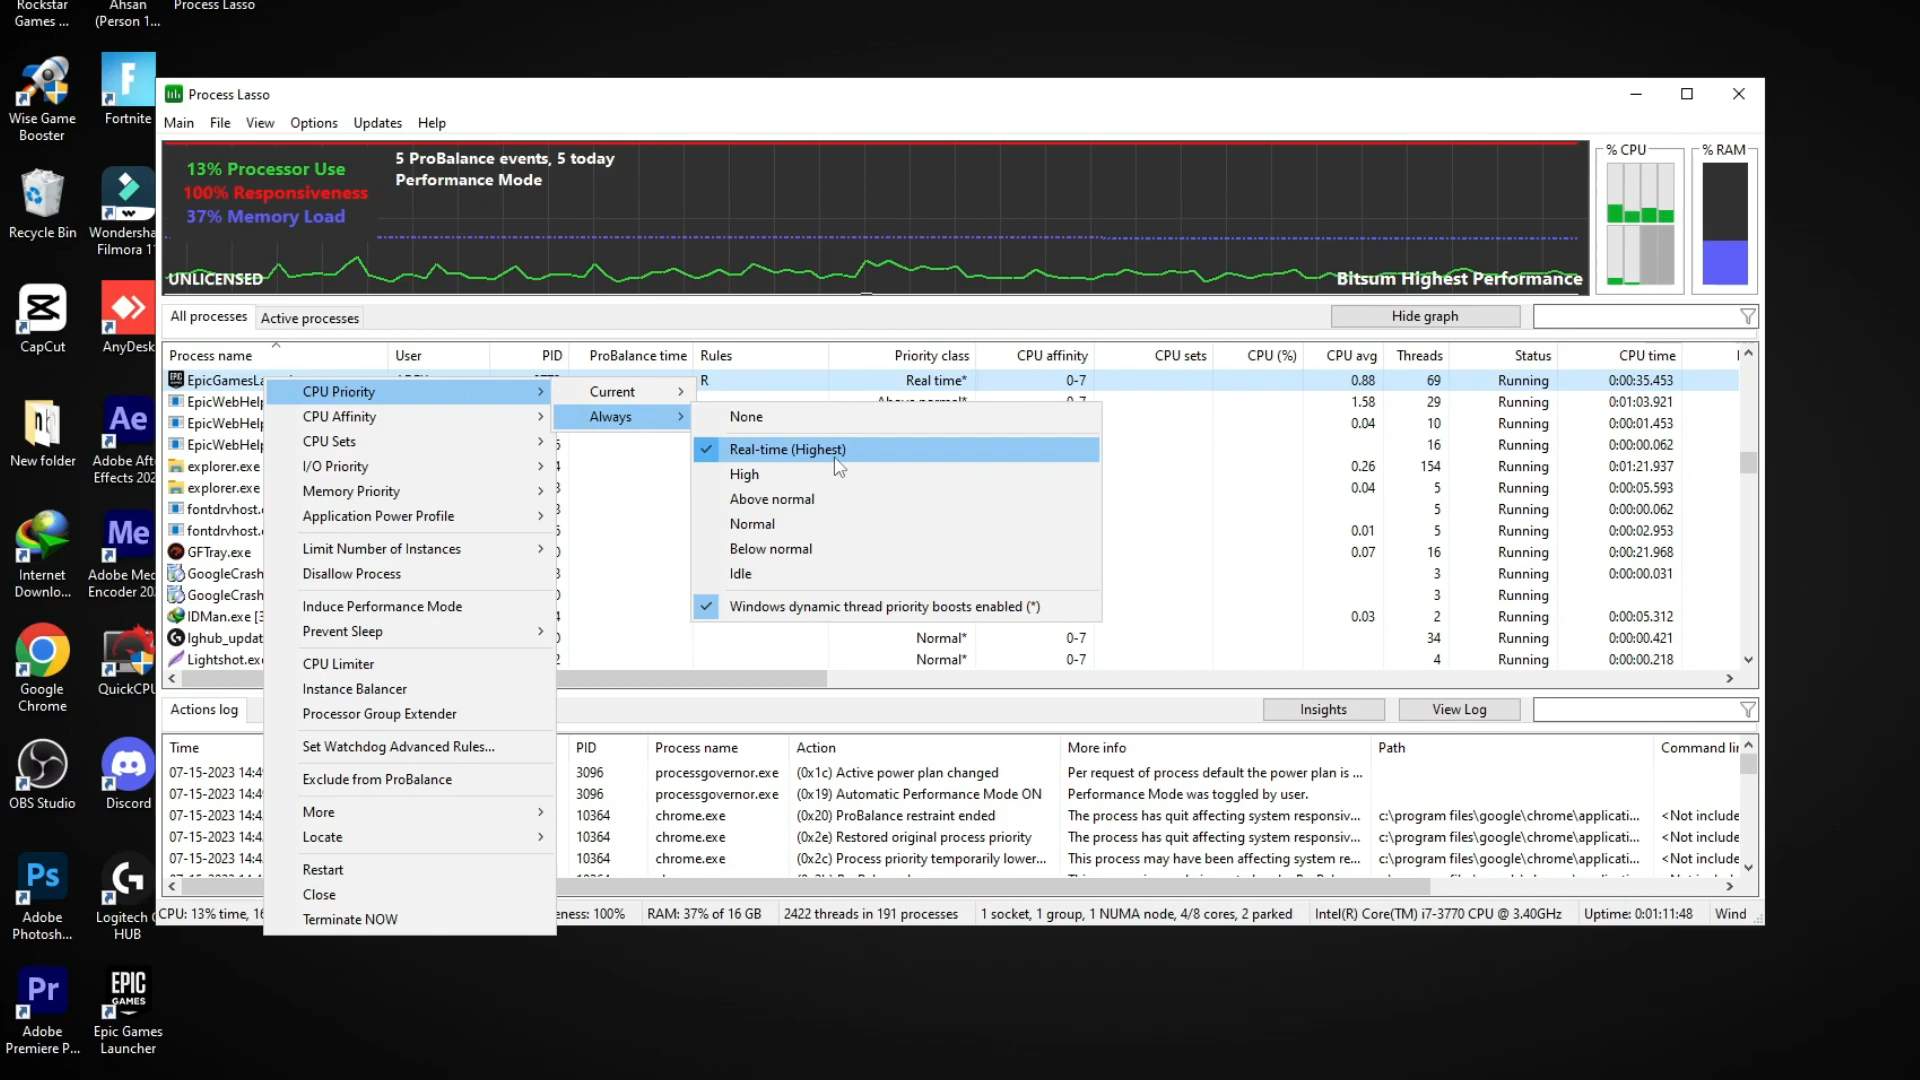 Rockstar
Games ...
Ahsan
(Person 1...
Process Lasso
Wise Game
Booster
Fortnite
Recycle Bin
Wondersha
Filmora 1
CapCut
AnyDesk
New folder
Ae
Adobe Aft
Effects 202
Internet
Downlo...
Me
Adobe Med
Encoder 20
Google
Chrome
QuickCPU
OBS Studio
Discord
Ps
Adobe
Photosh...
Logitech
HUB
Pr
Adobe
Premiere P...
EPIC
GAMES
Epic Games
Launcher
Process Lasso
Main File View Options Updates Help
13% Processor Use
100% Responsiveness
37% Memory Load
5 ProBalance events, 5 today
Performance Mode
UNLICENSED
Bitsum Highest Performance
% CPU
% RAM
All processes Active processes Hide graph
Process name User PID ProBalance time Rules Priority class CPU affinity CPU sets CPU (%) CPU avg Threads Status CPU time
EpicGamesLa R Real time* 0-7 0.88 69 Running 0:00:35.453
EpicWebHelp 1.58 29 Running 0:01:03.921
EpicWebHelp 0.04 10 Running 0:00:01.453
EpicWebHelp 16 Running 0:00:00.062
explorer.exe 0.26 154 Running 0:01:21.937
explorer.exe 0.04 5 Running 0:00:05.593
fontdrvhost. 5 Running 0:00:00.062
fontdrvhost. 0.01 5 Running 0:00:02.953
GFTray.exe 0.07 16 Running 0:00:21.968
GoogleCrash 3 Running 0:00:00.031
GoogleCrash 3 Running
IDMan.exe [3 0.03 2 Running 0:00:05.312
lghub_updat Normal* 0-7 34 Running 0:00:00.421
Lightshot.exe Normal* 0-7 4 Running 0:00:00.218
CPU Priority
CPU Affinity
CPU Sets
I/O Priority
Memory Priority
Application Power Profile
Limit Number of Instances
Disallow Process
Induce Performance Mode
Prevent Sleep
CPU Limiter
Instance Balancer
Processor Group Extender
Set Watchdog Advanced Rules...
Exclude from ProBalance
More
Locate
Restart
Close
Terminate NOW
Current
Always
None
Real-time (Highest)
High
Above normal
Normal
Below normal
Idle
Windows dynamic thread priority boosts enabled (*)
Actions log Insights View Log
Time PID Process name Action More info Path Command lin
07-15-2023 14:4 3096 processgovernor.exe (0x1c) Active power plan changed Per request of process default the power plan is ...
07-15-2023 14:4 3096 processgovernor.exe (0x19) Automatic Performance Mode ON Performance Mode was toggled by user.
07-15-2023 14:4 10364 chrome.exe (0x20) ProBalance restraint ended The process has quit affecting system responsiv... c:\program files\google\chrome\applicati... <Not include
07-15-2023 14:4 10364 chrome.exe (0x2e) Restored original process priority The process has quit affecting system responsiv... c:\program files\google\chrome\applicati... <Not include
07-15-2023 14:4 10364 chrome.exe (0x2c) Process priority temporarily lower... This process may have been affecting system re... c:\program files\google\chrome\applicati... <Not include
CPU: 13% time, 16 eness: 100% RAM: 37% of 16 GB 2422 threads in 191 processes 1 socket, 1 group, 1 NUMA node, 4/8 cores, 2 parked Intel(R) Core(TM) i7-3770 CPU @ 3.40GHz Uptime: 0:01:11:48 Wind